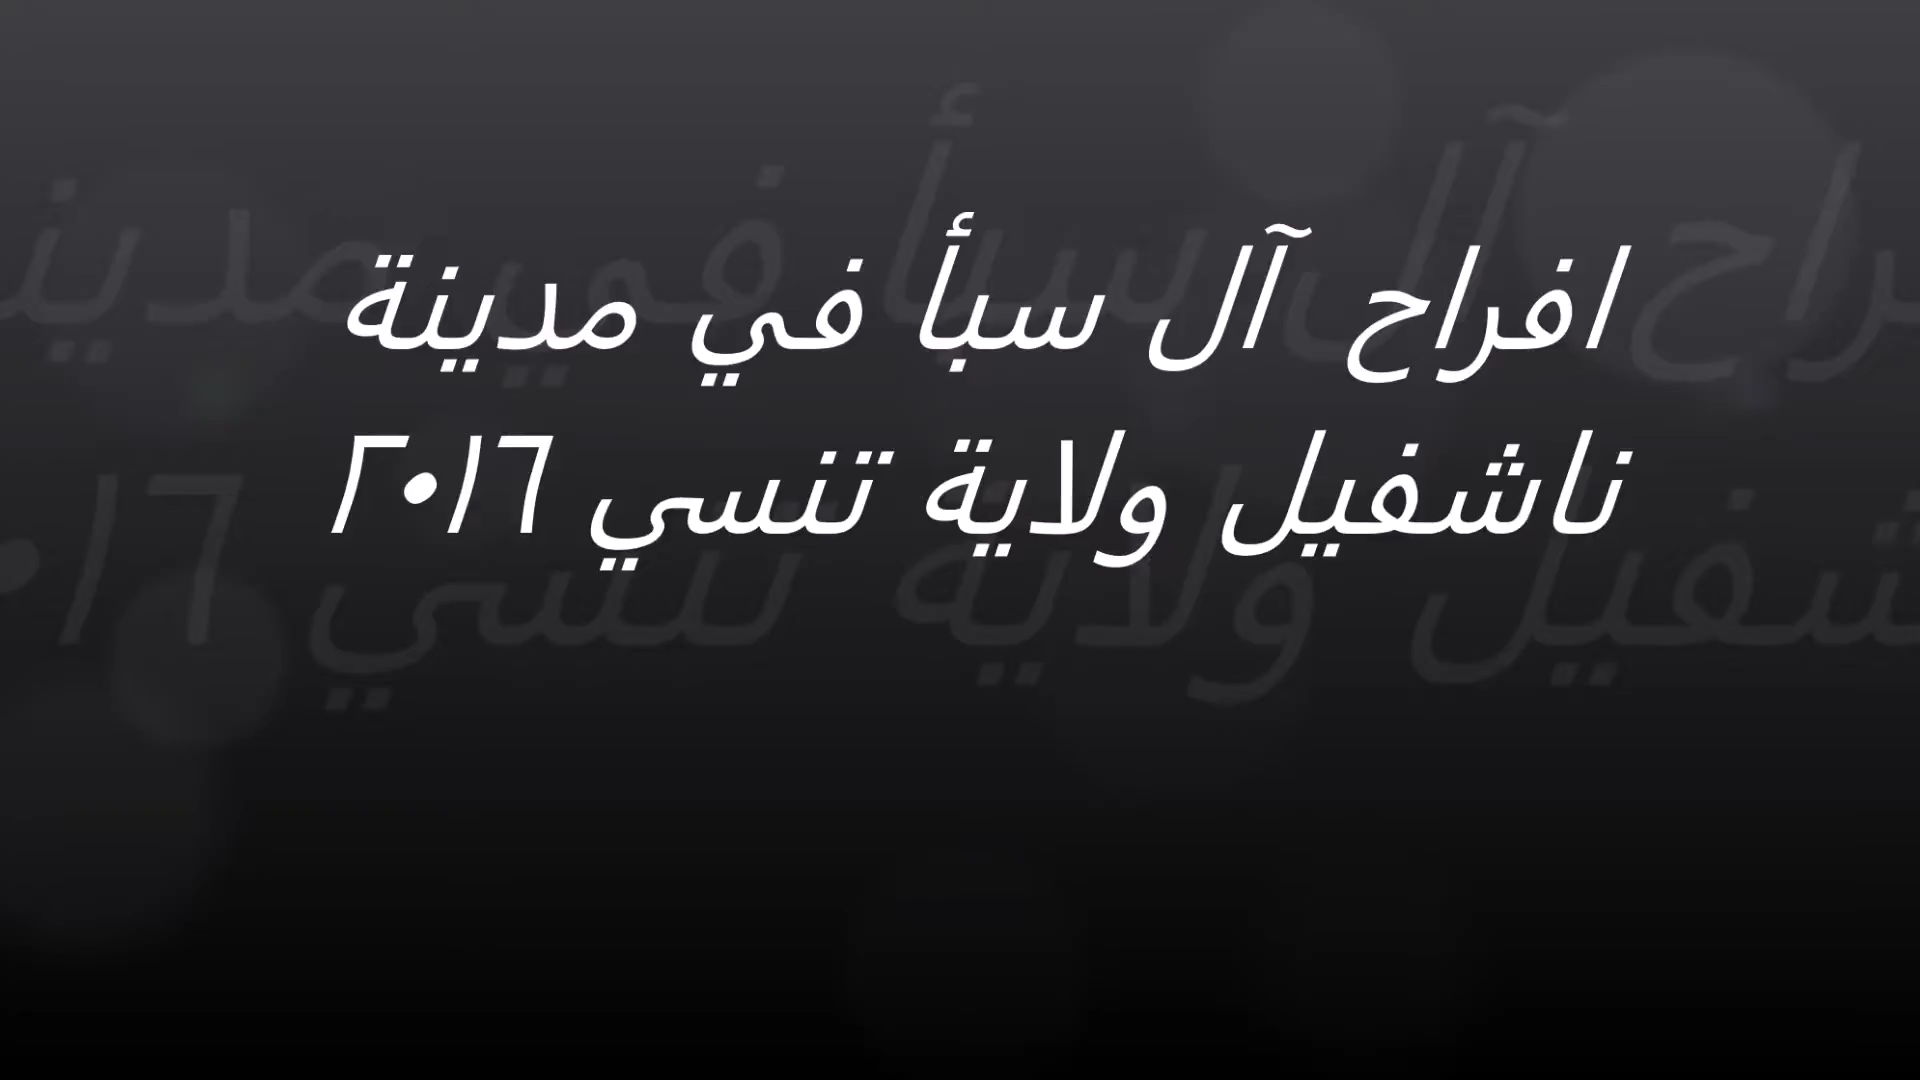 افراح آل سبأ في مدينة
ناشفيل ولاية تنسي ٢٠١٦